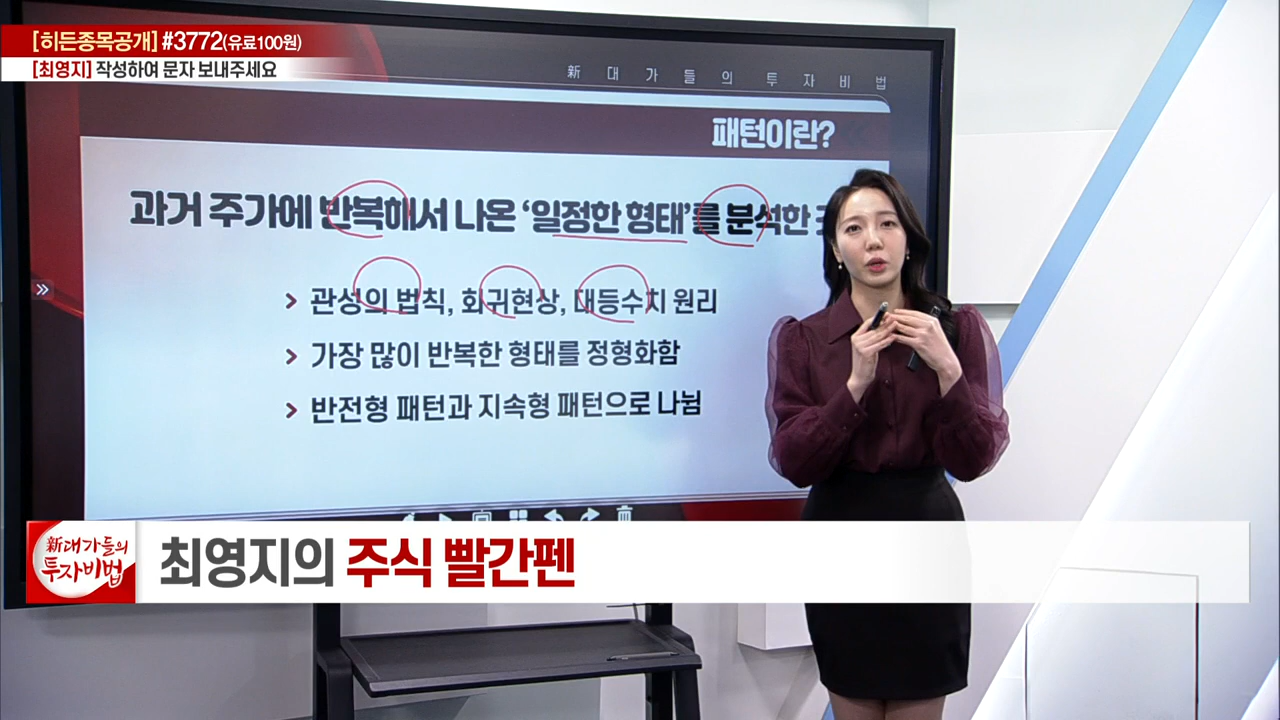 [히든종목공개] #3772(유료100원)
[최영지] 작성하여 문자 보내주세요
新대가들의투자비법
패턴이란?
과거 주가에 반복해서 나온 ‘일정한 형태’를 분석한
관성의 법칙, 회귀현상, 대등수치 원리
가장 많이 반복한 형태를 정형화함
반전형 패턴과 지속형 패턴으로 나뉨
新대가들의
투자비법
최영지의 주식 빨간펜